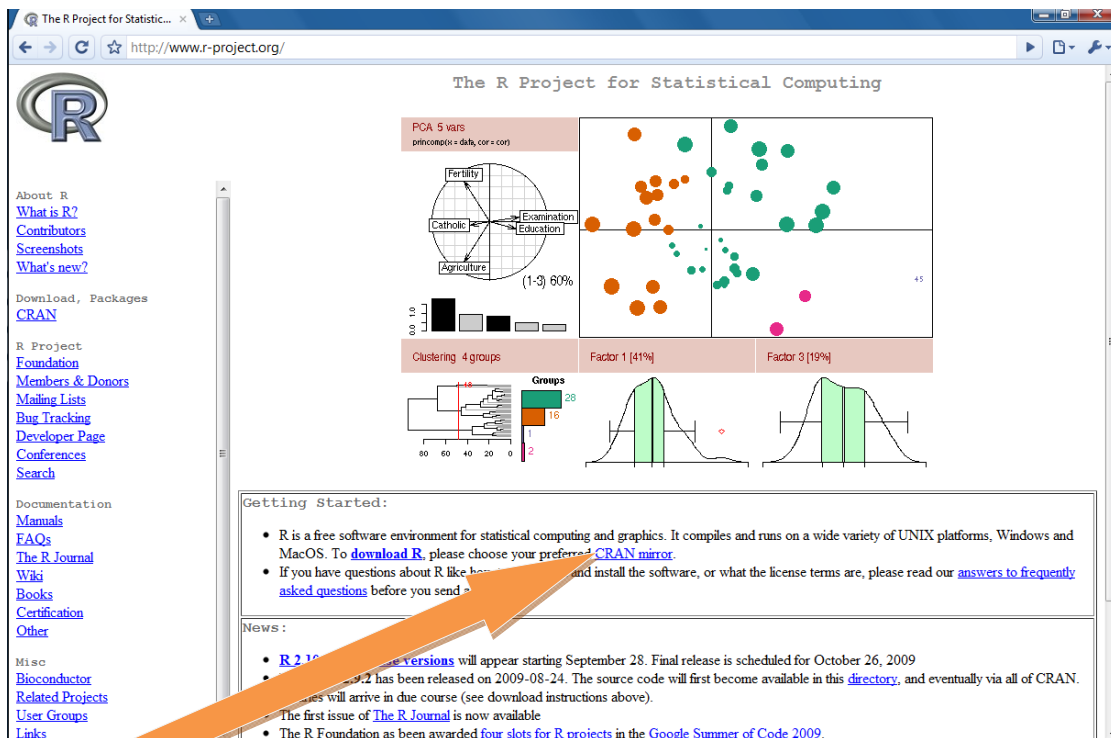 The R Project for Statistic...
http://www.r-project.org/
R
The R Project for Statistical Computing
PCA 5 vars
princomp(x = data, cor = cor)
Fertility
Examination
Catholic
Education
Agriculture
(1-3) 60%
45
1.0
0.0
Clustering 4 groups
Factor 1 [41%]
Factor 3 [19%]
18
Groups
28
16
1
2
80 60 40 20 0
About R
What is R?
Contributors
Screenshots
What's new?
Download, Packages
CRAN
R Project
Foundation
Members & Donors
Mailing Lists
Bug Tracking
Developer Page
Conferences
Search
Documentation
Manuals
FAQs
The R Journal
Wiki
Books
Certification
Other
Misc
Bioconductor
Related Projects
User Groups
Links
Getting Started:
R is a free software environment for statistical computing and graphics. It compiles and runs on a wide variety of UNIX platforms, Windows and
MacOS. To download R, please choose your preferred CRAN mirror.
If you have questions about R like and install the software, or what the license terms are, please read our answers to frequently
asked questions before you send
News:
versions will appear starting September 28. Final release is scheduled for October 26, 2009
has been released on 2009-08-24. The source code will first become available in this directory, and eventually via all of CRAN.
will arrive in due course (see download instructions above).
The first issue of The R Journal is now available
The R Foundation as been awarded four slots for R projects in the Google Summer of Code 2009.